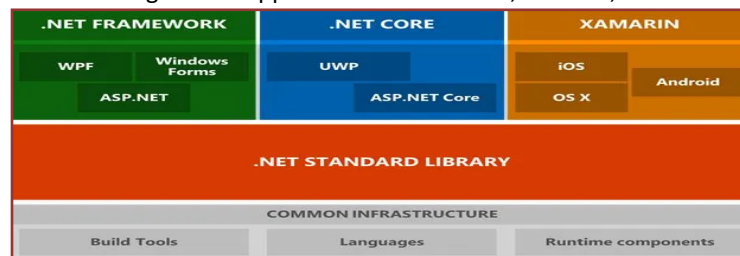 .NET FRAMEWORK
.NET CORE
XAMARIN
WPF
Windows Forms
ASP.NET
UWP
ASP.NET Core
iOS
Android
OS X
.NET STANDARD LIBRARY
COMMON INFRASTRUCTURE
Build Tools
Languages
Runtime components